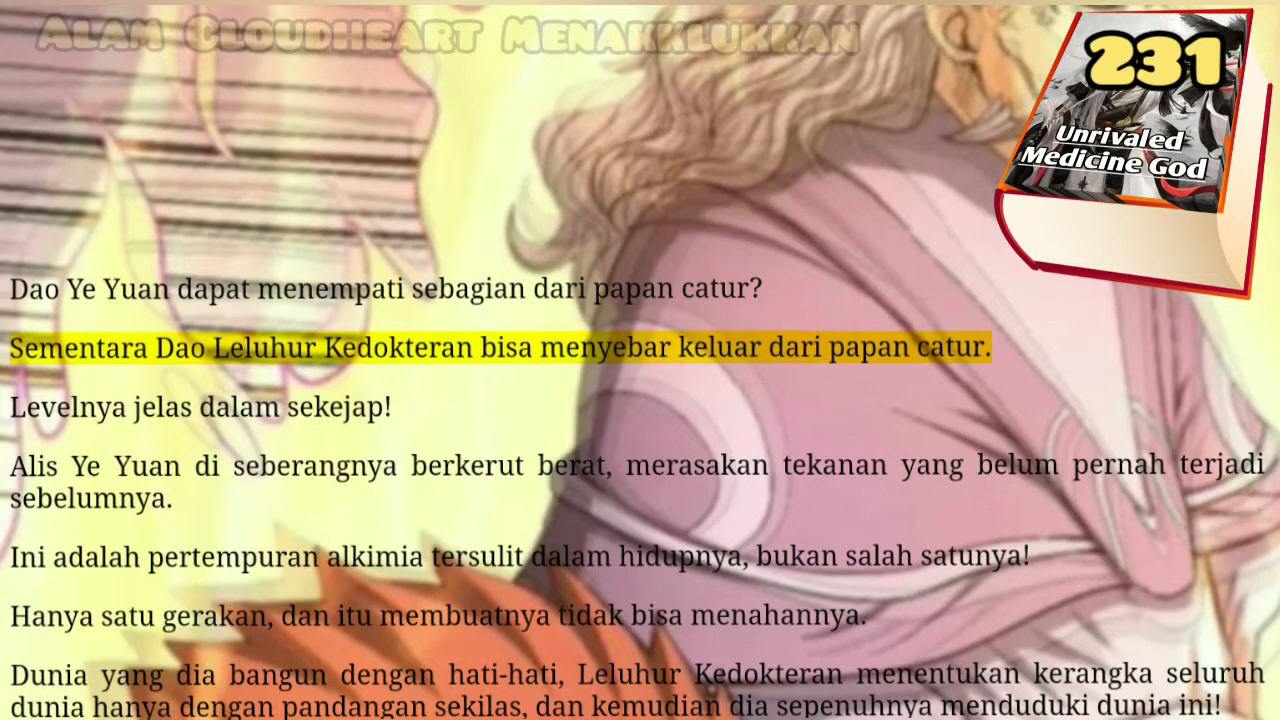 Alam Cloudheart Menakklukkan
231
Unrivaled
Medicine God
Dao Ye Yuan dapat menempati sebagian dari papan catur?
Sementara Dao Leluhur Kedokteran bisa menyebar keluar dari papan catur.
Levelnya jelas dalam sekejap!
Alis Ye Yuan di seberangnya berkerut berat, merasakan tekanan yang belum pernah terjadi
sebelumnya.
Ini adalah pertempuran alkimia tersulit dalam hidupnya, bukan salah satunya!
Hanya satu gerakan, dan itu membuatnya tidak bisa menahannya.
Dunia yang dia bangun dengan hati-hati, Leluhur Kedokteran menentukan kerangka seluruh
dunia hanya dengan pandangan sekilas, dan kemudian dia sepenuhnya menduduki dunia ini!